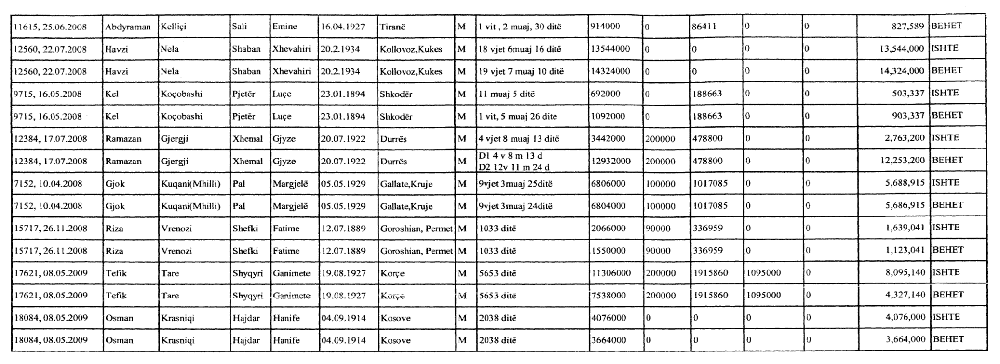 11615, 25.06.2008 Abdyraman Kelliçi Sali Emine 16.04.1927 Tiranë M 1 vit , 2 muaj, 30 ditë 914000 0 86411 0 0 827,589 BEHET
12560, 22.07.2008 Havzi Nela Shaban Xhevahiri 20.2.1934 Kollovoz,Kukes M 18 vjet 6muaj 16 ditë 13544000 0 0 0 0 13,544,000 ISHTE
12560, 22.07.2008 Havzi Nela Shaban Xhevahiri 20.2.1934 Kollovoz,Kukes M 19 vjet 7 muaj 10 ditë 14324000 0 0 0 0 14,324,000 BEHET
9715, 16.05.2008 Kel Koçobashi Pjetër Luçe 23.01.1894 Shkodër M 11 muaj 5 ditë 692000 0 188663 0 0 503,337 ISHTE
9715, 16.05.2008 Kel Koçobashi Pjetër Luçe 23.01.1894 Shkodër M 1 vit, 5 muaj 26 dite 1092000 0 188663 0 0 903,337 BEHET
12384, 17.07.2008 Ramazan Gjergji Xhemal Gjyze 20.07.1922 Durrës M 4 vjet 8 muaj 13 ditë 3442000 200000 478800 0 0 2,763,200 ISHTE
12384, 17.07.2008 Ramazan Gjergji Xhemal Gjyze 20.07.1922 Durrës M D1 4 v 8 m 13 d 12932000 200000 478800 0 0 12,253,200 BEHET
D2 12v 11 m 24 d
7152, 10.04.2008 Gjok Kuqani(Mhilli) Pal Margjelë 05.05.1929 Gallate,Kruje M 9vjet 3muaj 25ditë 6806000 100000 1017085 0 0 5,688,915 ISHTE
7152, 10.04.2008 Gjok Kuqani(Mhilli) Pal Margjelë 05.05.1929 Gallate,Kruje M 9vjet 3muaj 24ditë 6804000 100000 1017085 0 0 5,686,915 BEHET
15717, 26.11.2008 Riza Vrenozi Shefki Fatime 12.07.1889 Goroshian, Permet M 1033 ditë 2066000 90000 336959 0 0 1,639,041 ISHTE
15717, 26.11.2008 Riza Vrenozi Shefki Fatime 12.07.1889 Goroshian, Permet M 1033 ditë 1550000 90000 336959 0 0 1,123,041 BEHET
17621, 08.05.2009 Tefik Tare Shyqyri Ganimete 19.08.1927 Korçe M 5653 ditë 11306000 200000 1915860 1095000 0 8,095,140 ISHTE
17621, 08.05.2009 Tefik Tare Shyqyri Ganimete 19.08.1927 Korçe M 5653 ditë 7538000 200000 1915860 1095000 0 4,327,140 BEHET
18084, 08.05.2009 Osman Krasniqi Hajdar Hanife 04.09.1914 Kosove M 2038 ditë 4076000 0 0 0 0 4,076,000 ISHTE
18084, 08.05.2009 Osman Krasniqi Hajdar Hanife 04.09.1914 Kosove M 2038 ditë 3664000 0 0 0 0 3,664,000 BEHET